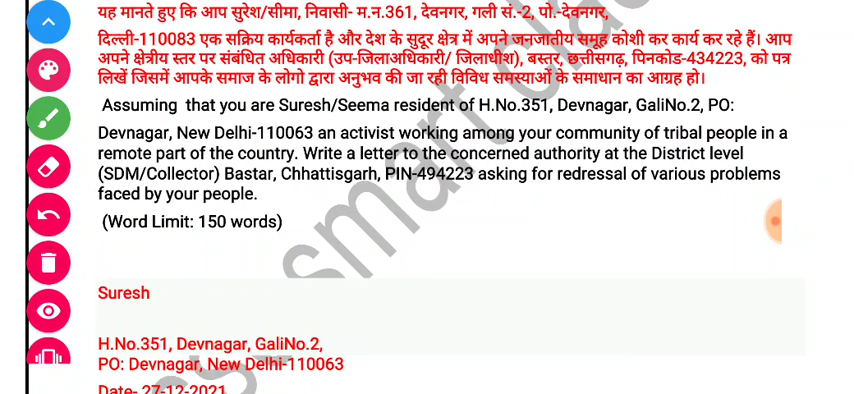 यह मानते हुए कि आप सुरेश/सीमा, निवासी- म.न.361, देवनगर, गली सं.-2, पो.-देवनगर,
दिल्ली-110083 एक सक्रिय कार्यकर्ता है और देश के सुदूर क्षेत्र में अपने जनजातीय समूह कोशी कर कार्य कर रहे हैं। आप
अपने क्षेत्रीय स्तर पर संबंधित अधिकारी (उप-जिलाअधिकारी/ जिलाधीश), बस्तर, छत्तीसगढ़, पिनकोड-434223, को पत्र
लिखें जिसमें आपके समाज के लोगो द्वारा अनुभव की जा रही विविध समस्याओं के समाधान का आग्रह हो।
Assuming that you are Suresh/Seema resident of H.No.351, Devnagar, GaliNo.2, PO:
Devnagar, New Delhi-110063 an activist working among your community of tribal people in a
remote part of the country. Write a letter to the concerned authority at the District level
(SDM/Collector) Bastar, Chhattisgarh, PIN-494223 asking for redressal of various problems
faced by your people.
(Word Limit: 150 words)
smart
Suresh
H.No.351, Devnagar, GaliNo.2,
PO: Devnagar, New Delhi-110063
Date- 27-12-2021